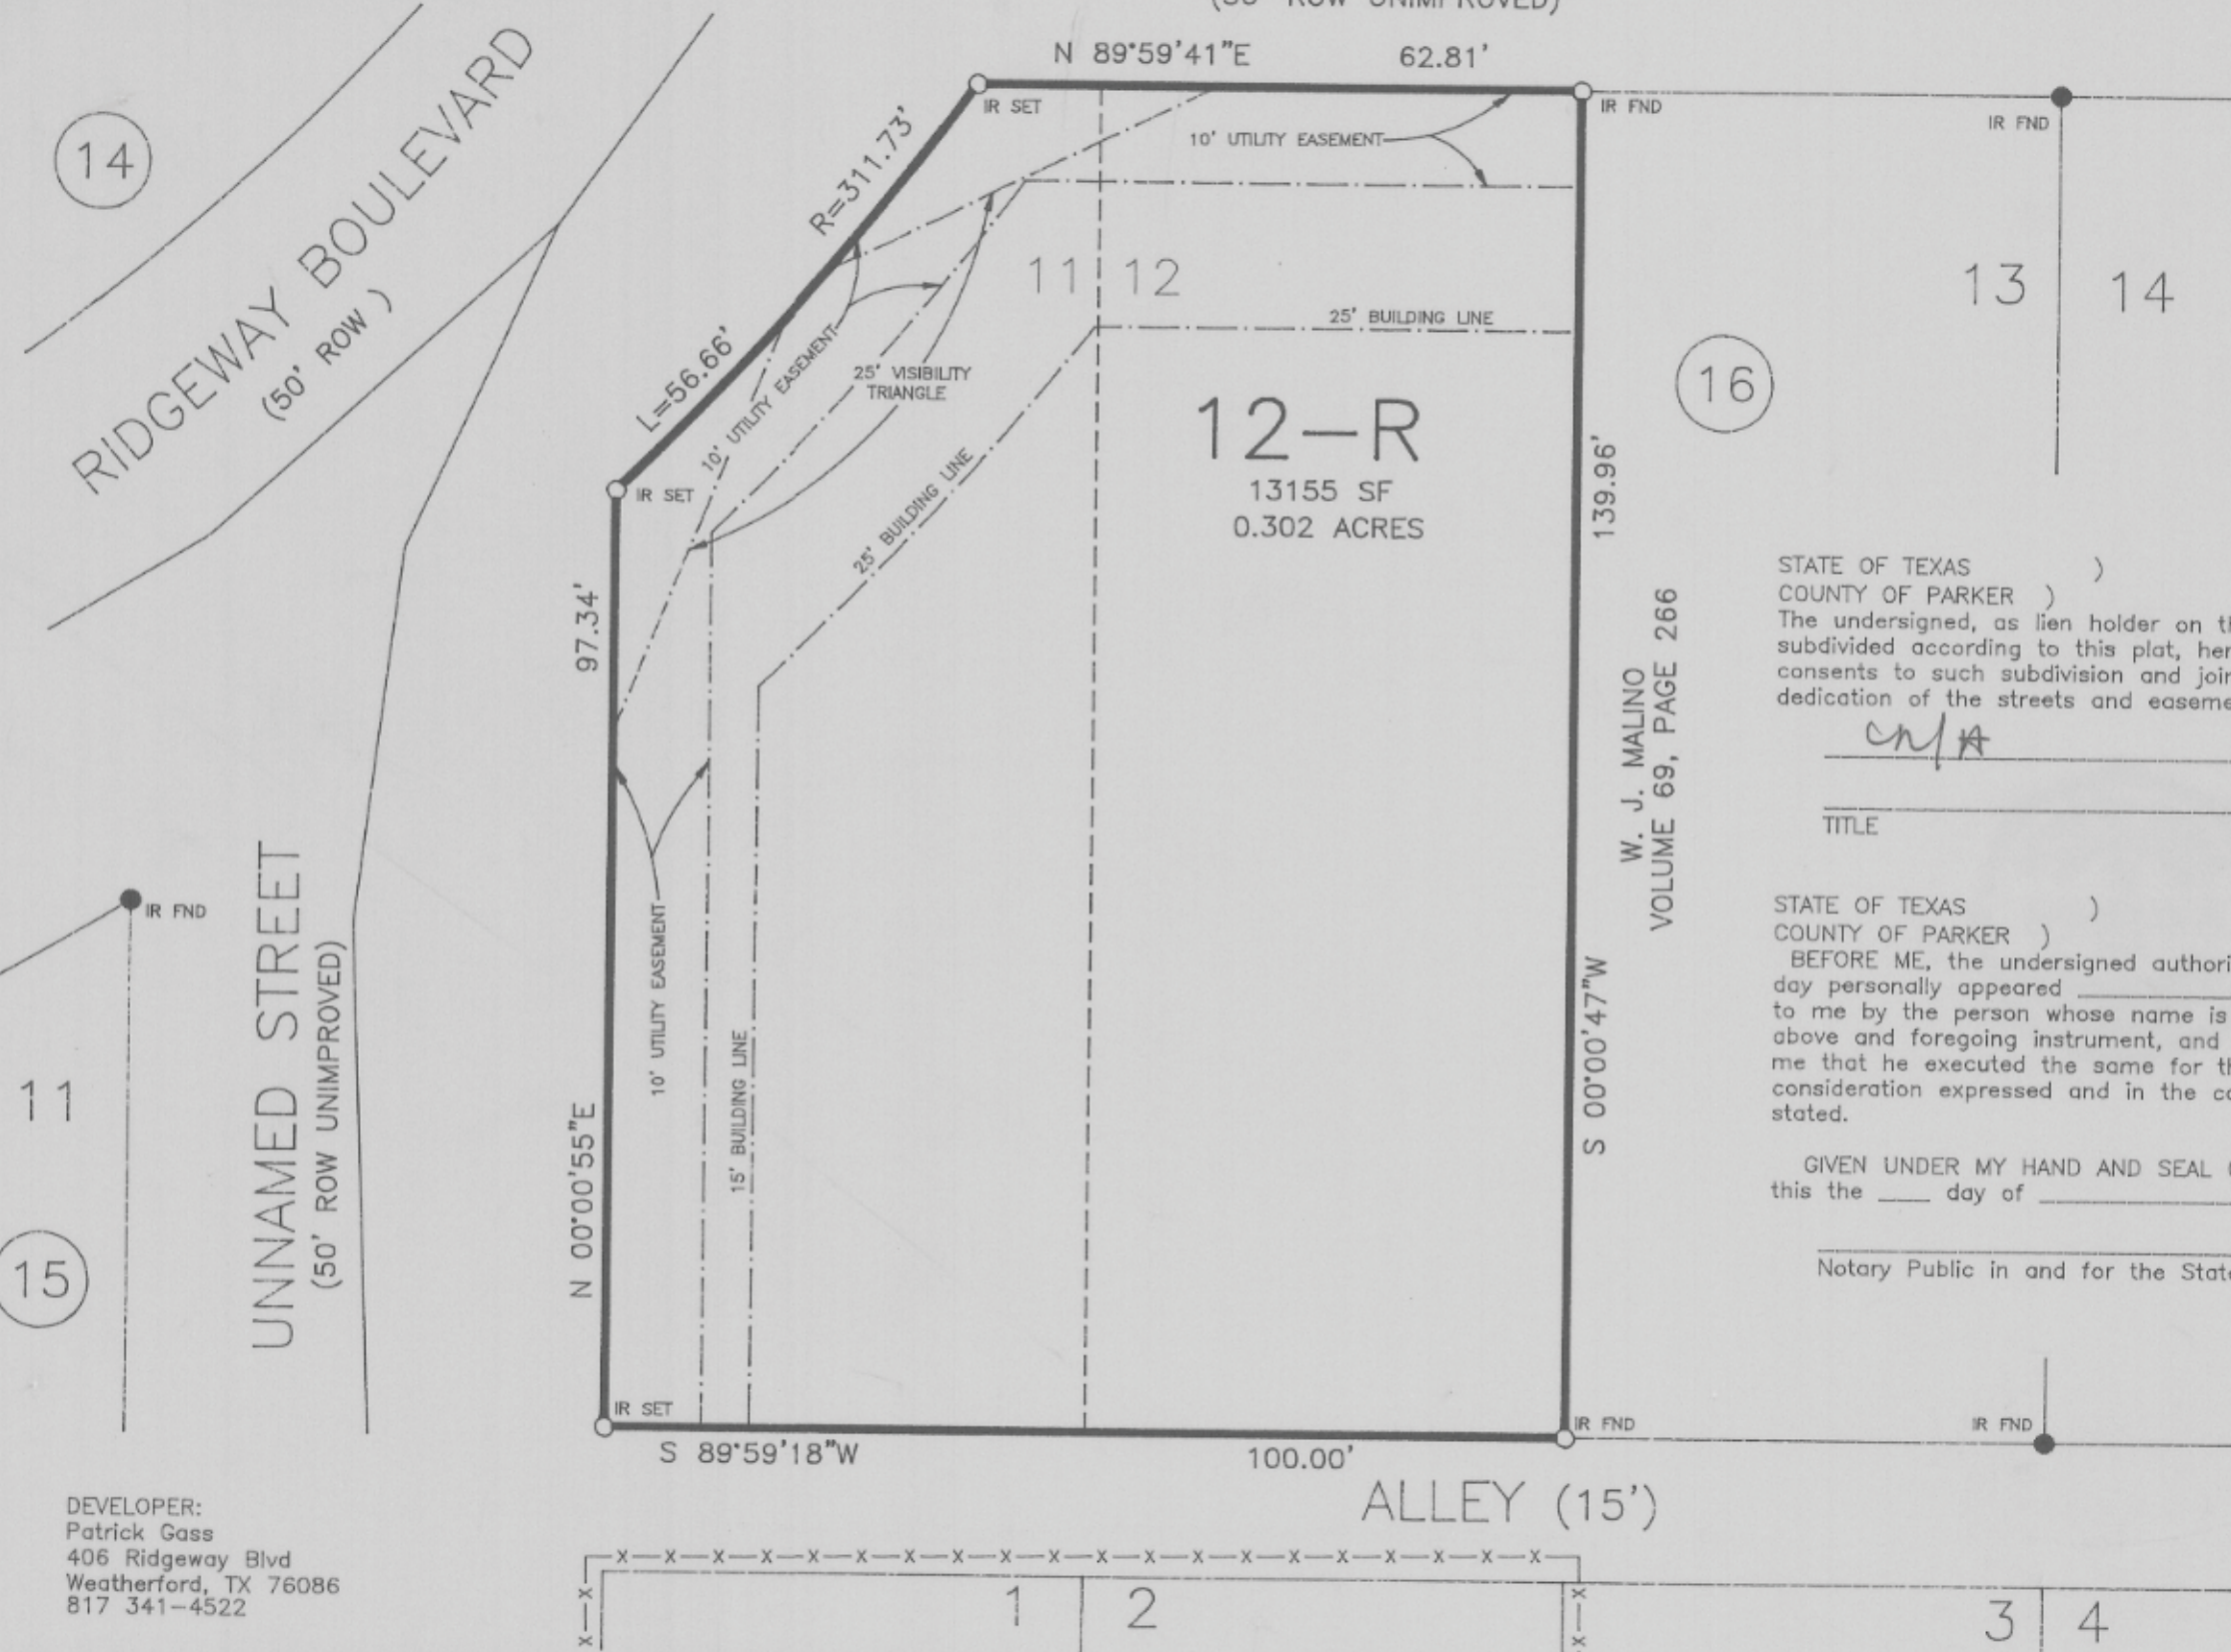 (50' ROW UNIMPROVED)
N 89°59'41"E 62.81'
IR SET
IR FND
IR FND
14
RIDGEWAY BOULEVARD
(50' ROW )
R=311.73'
L=56.66'
10' UTILITY EASEMENT
10' UTILITY EASEMENT
25' VISIBILITY
TRIANGLE
11 12
25' BUILDING LINE
25' BUILDING LINE
12-R
13155 SF
0.302 ACRES
13 14
16
IR SET
97.34'
N 00°00'55"E
139.96'
S 00°00'47"W
W. J. MALINO
VOLUME 69, PAGE 266
10' UTILITY EASEMENT
15' BUILDING LINE
UNNAMED STREET
(50' ROW UNIMPROVED)
IR FND
11
15
STATE OF TEXAS )
COUNTY OF PARKER )
The undersigned, as lien holder on
subdivided according to this plat,
consents to such subdivision and
dedication of the streets and
N/A
TITLE
STATE OF TEXAS )
COUNTY OF PARKER )
BEFORE ME, the undersigned
day personally appeared
to me by the person whose name is
above and foregoing instrument, and
me that he executed the same for
consideration expressed and in the
stated.
GIVEN UNDER MY HAND AND SEAL
this the ____ day of
Notary Public in and for the
IR SET
IR FND
IR FND
S 89°59'18"W 100.00'
ALLEY (15')
DEVELOPER:
Patrick Gass
406 Ridgeway Blvd
Weatherford, TX 76086
817 341-4522
1 2
3 4